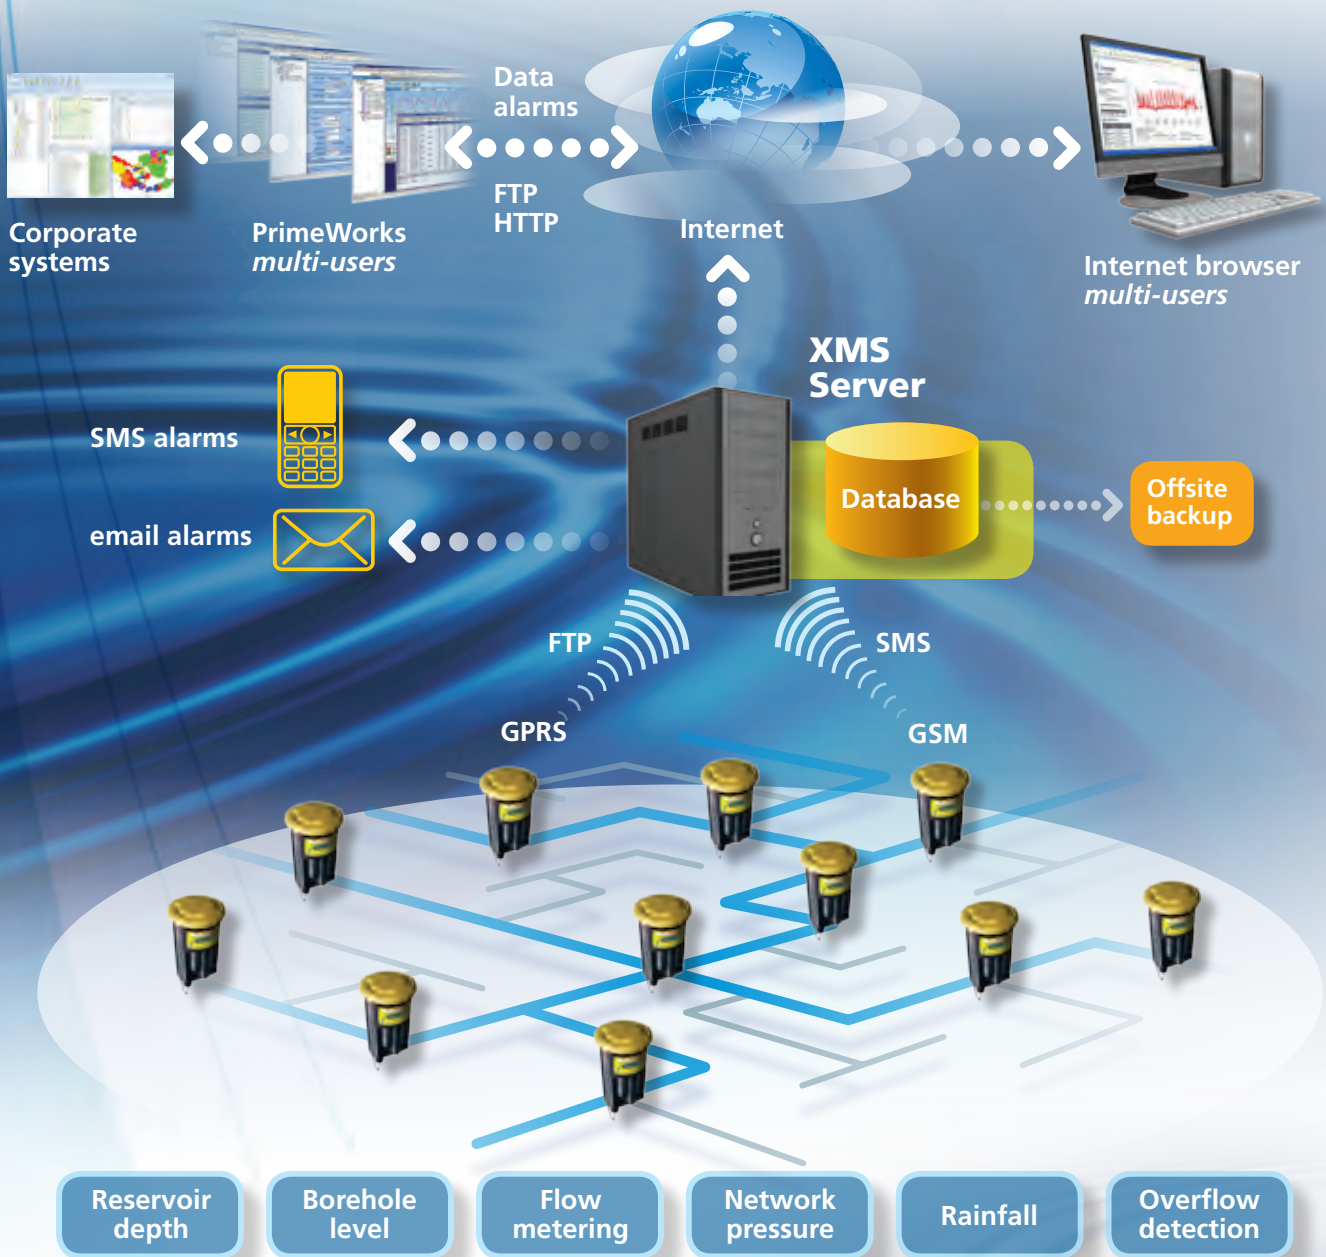 Data
alarms
FTP
HTTP
Corporate
systems
PrimeWorks
multi-users
Internet
Internet browser
multi-users
XMS
Server
SMS alarms
email alarms
Database
Offsite
backup
FTP
SMS
GPRS
GSM
Reservoir
depth
Borehole
level
Flow
metering
Network
pressure
Rainfall
Overflow
detection